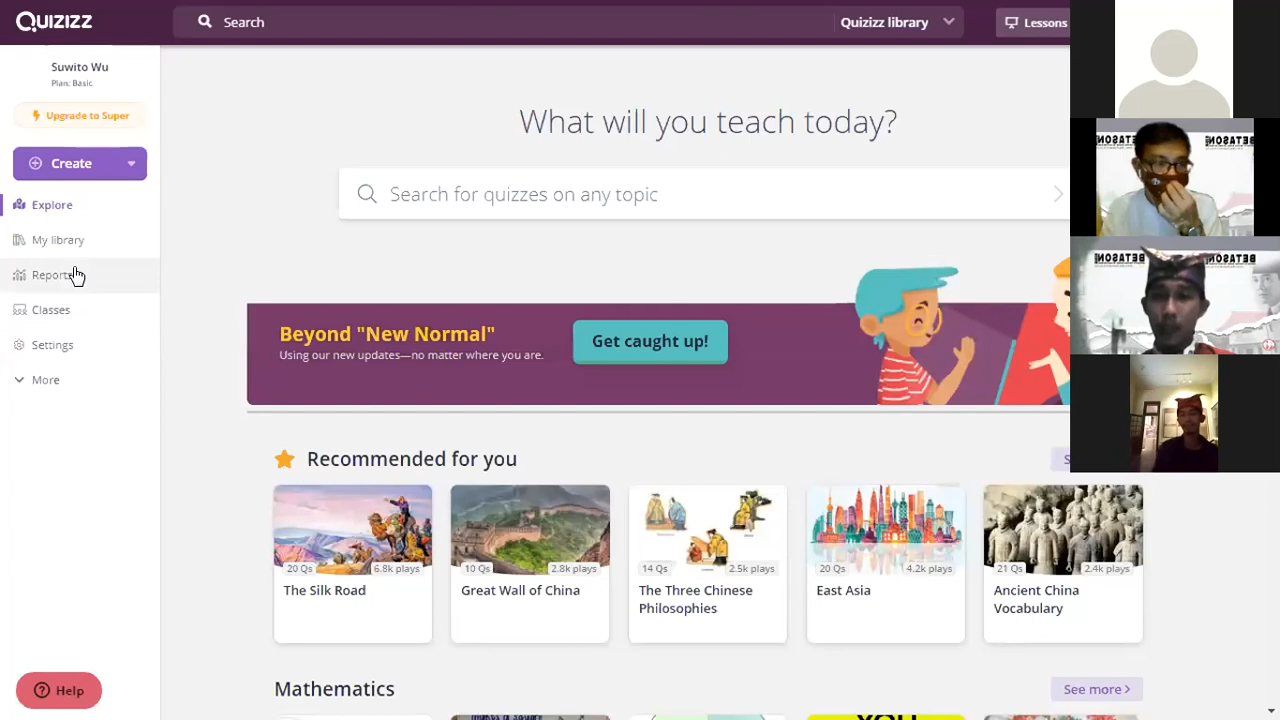 Quizizz
Search
Quizizz library
Lessons
Suwito Wu
Plan: Basic
Upgrade to Super
Create
Explore
My library
Reports
Classes
Settings
More
Help
What will you teach today?
Search for quizzes on any topic
Beyond "New Normal"
Using our new updates—no matter where you are.
Get caught up!
Recommended for you
20 Qs
6.8k plays
The Silk Road
10 Qs
2.8k plays
Great Wall of China
14 Qs
2.5k plays
The Three Chinese
Philosophies
20 Qs
4.2k plays
East Asia
21 Qs
2.4k plays
Ancient China
Vocabulary
Mathematics
See more